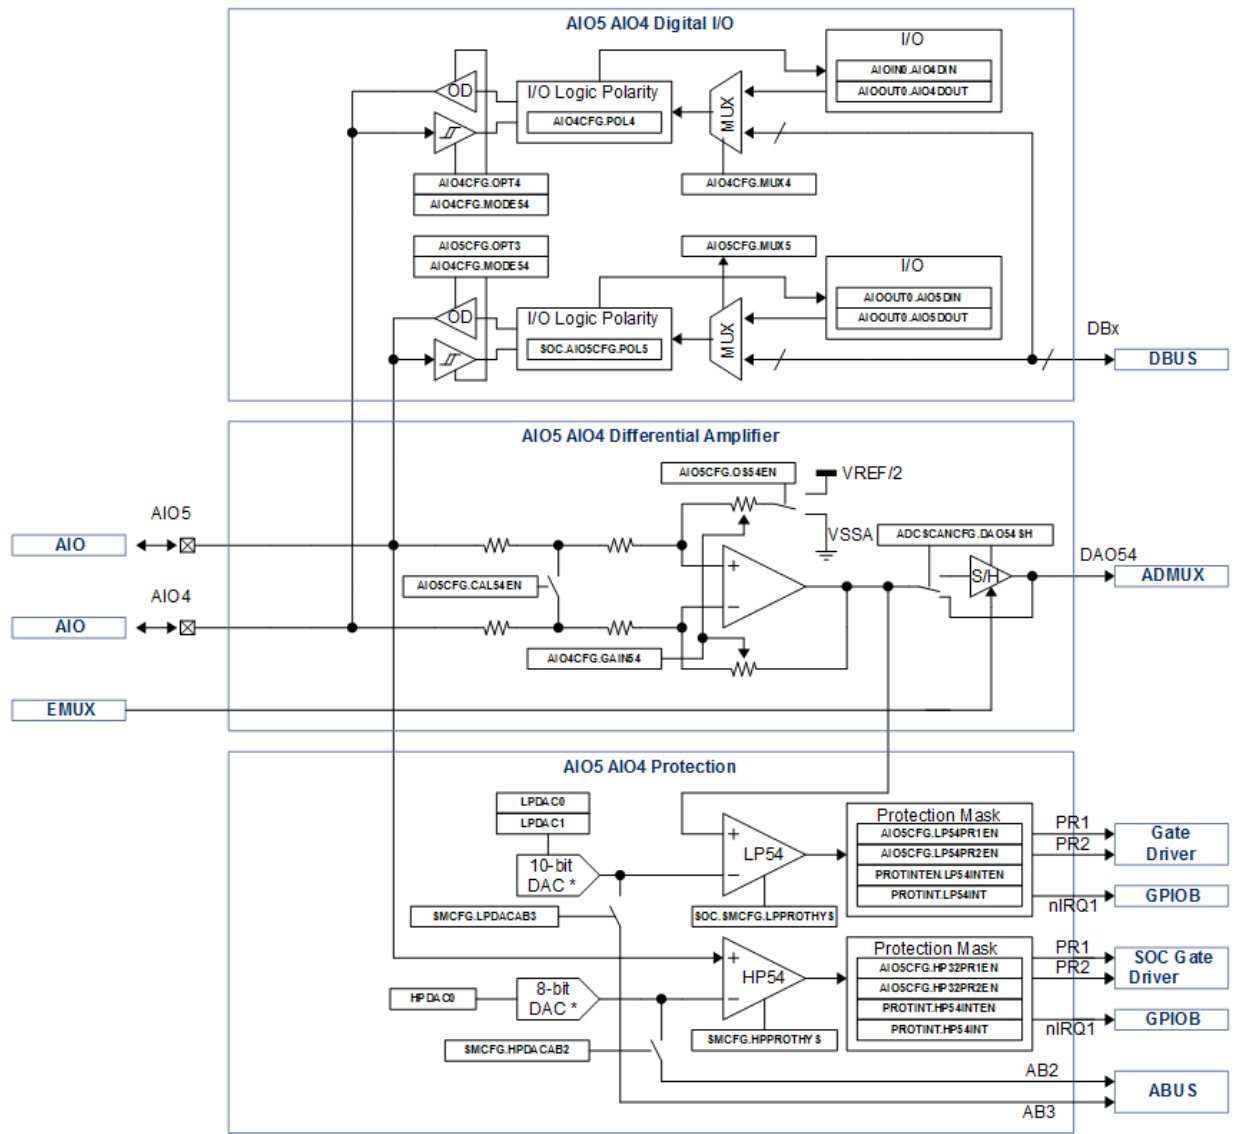 AIO5 AIO4 Digital I/O
I/O
AIOIN0.AIO4DIN
AIOOUT0.AIO4DOUT
OD
I/O Logic Polarity
AIO4CFG.POL4
MUX
AIO4CFG.OPT4
AIO4CFG.MODE54
AIO4CFG.MUX4
AIO5CFG.OPT3
AIO4CFG.MODE54
AIO5CFG.MUX5
I/O
AIOOUT0.AIO5DIN
AIOOUT0.AIO5DOUT
OD
I/O Logic Polarity
SOC.AIO5CFG.POL5
MUX
DBx
DBUS
AIO5 AIO4 Differential Amplifier
AIO5CFG.OS54EN
VREF/2
AIO5
VSSA
ADCSCANCFG.DAO54SH
AIO
DAO54
+
S/H
ADMUX
AIO5CFG.CAL54EN
AIO4
−
AIO
AIO4CFG.GAIN54
EMUX
AIO5 AIO4 Protection
LPDAC0
LPDAC1
Protection Mask
PR1
Gate
Driver
+
AIO5CFG.LP54PR1EN
PR2
LP54
AIO5CFG.LP54PR2EN
10-bit
DAC *
−
PROTINTEN.LP54INTEN
PROTINT.LP54INT
nIRQ1
GPIOB
SMCFG.LPDACAB3
SOC.SMCFG.LPPROTHYS
Protection Mask
PR1
SOC Gate
Driver
+
AIO5CFG.HP32PR1EN
PR2
HP54
AIO5CFG.HP32PR2EN
HPDAC0
8-bit
DAC *
−
PROTINT.HP54INTEN
PROTINT.HP54INT
nIRQ1
GPIOB
SMCFG.HPPROTHYS
SMCFG.HPDACAB2
AB2
ABUS
AB3